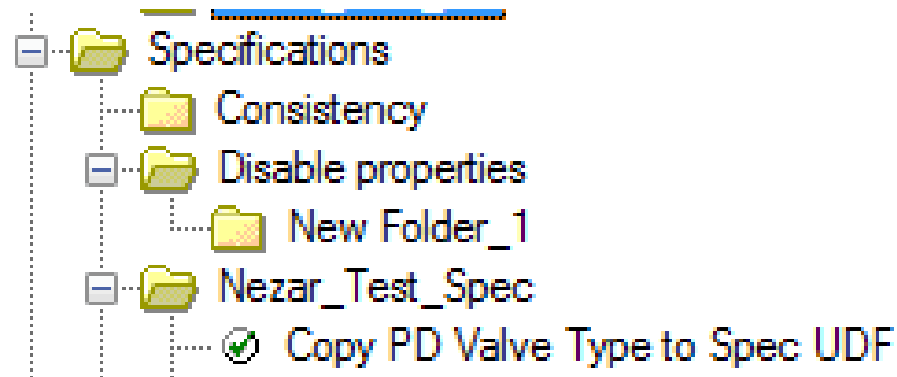 Specifications
Consistency
Disable properties
New Folder_1
Nezar_Test_Spec
Copy PD Valve Type to Spec UDF